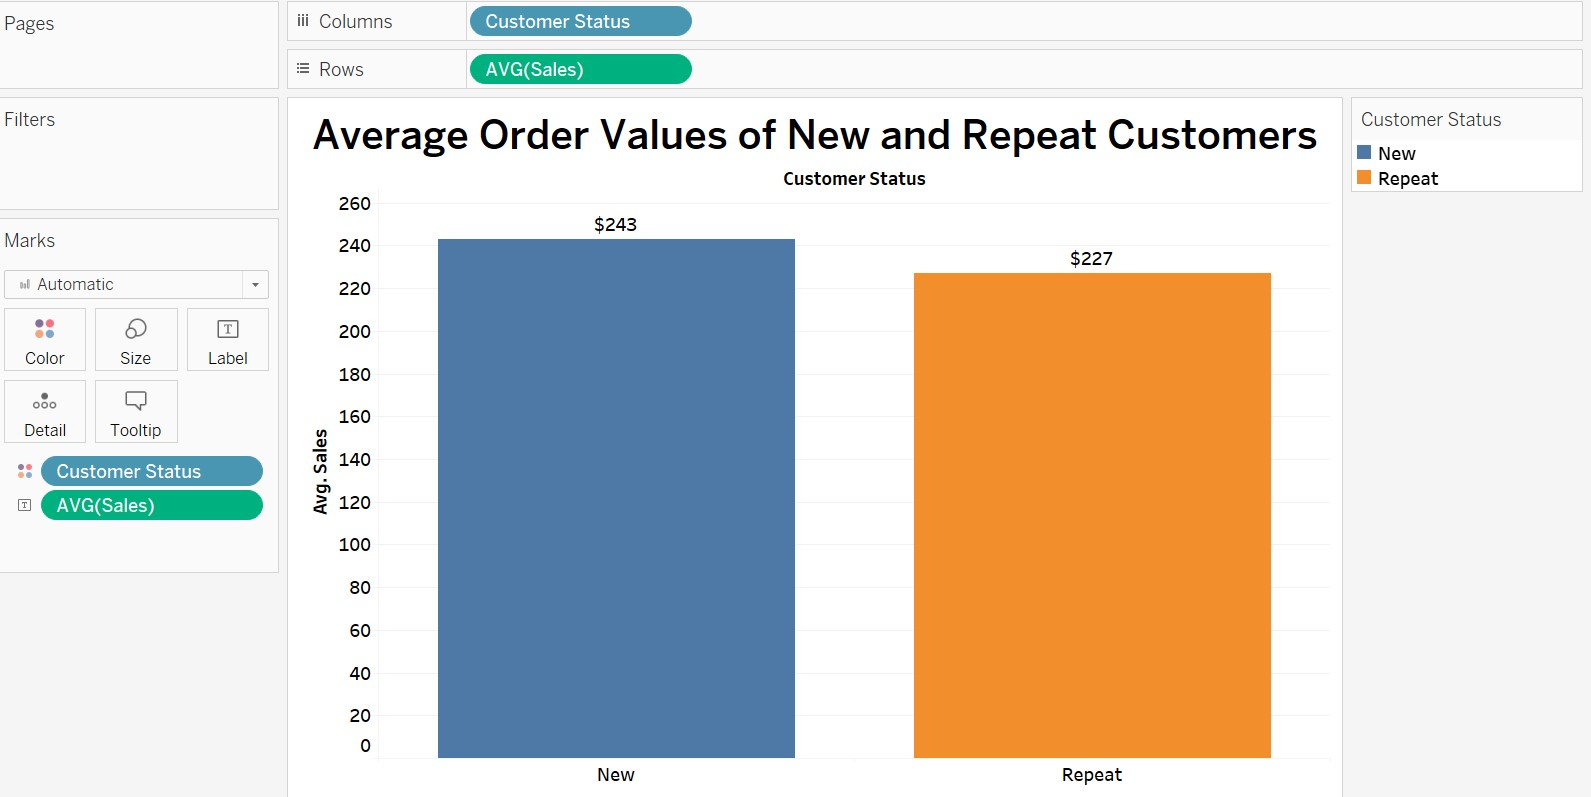 Pages
Columns
Customer Status
Rows
AVG(Sales)
Filters
Marks
Automatic
Color
Size
T
Label
Detail
Tooltip
Customer Status
T
AVG(Sales)
Average Order Values of New and Repeat Customers
Customer Status
260
240
220
200
180
160
140
120
100
80
60
40
20
0
Avg. Sales
$243
$227
New
Repeat
Customer Status
New
Repeat